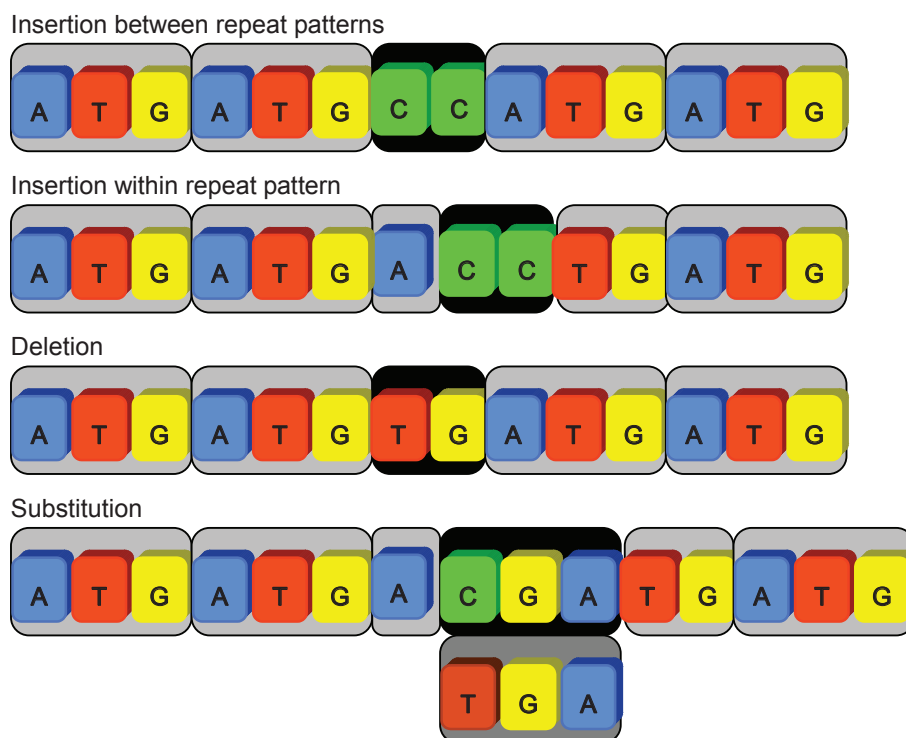 Insertion between repeat patterns
A T G A T G C C A T G A T G
Insertion within repeat pattern
A T G A T G A C C T G A T G
Deletion
A T G A T G T G A T G A T G
Substitution
A T G A T G A C G A T G A T G
T G A